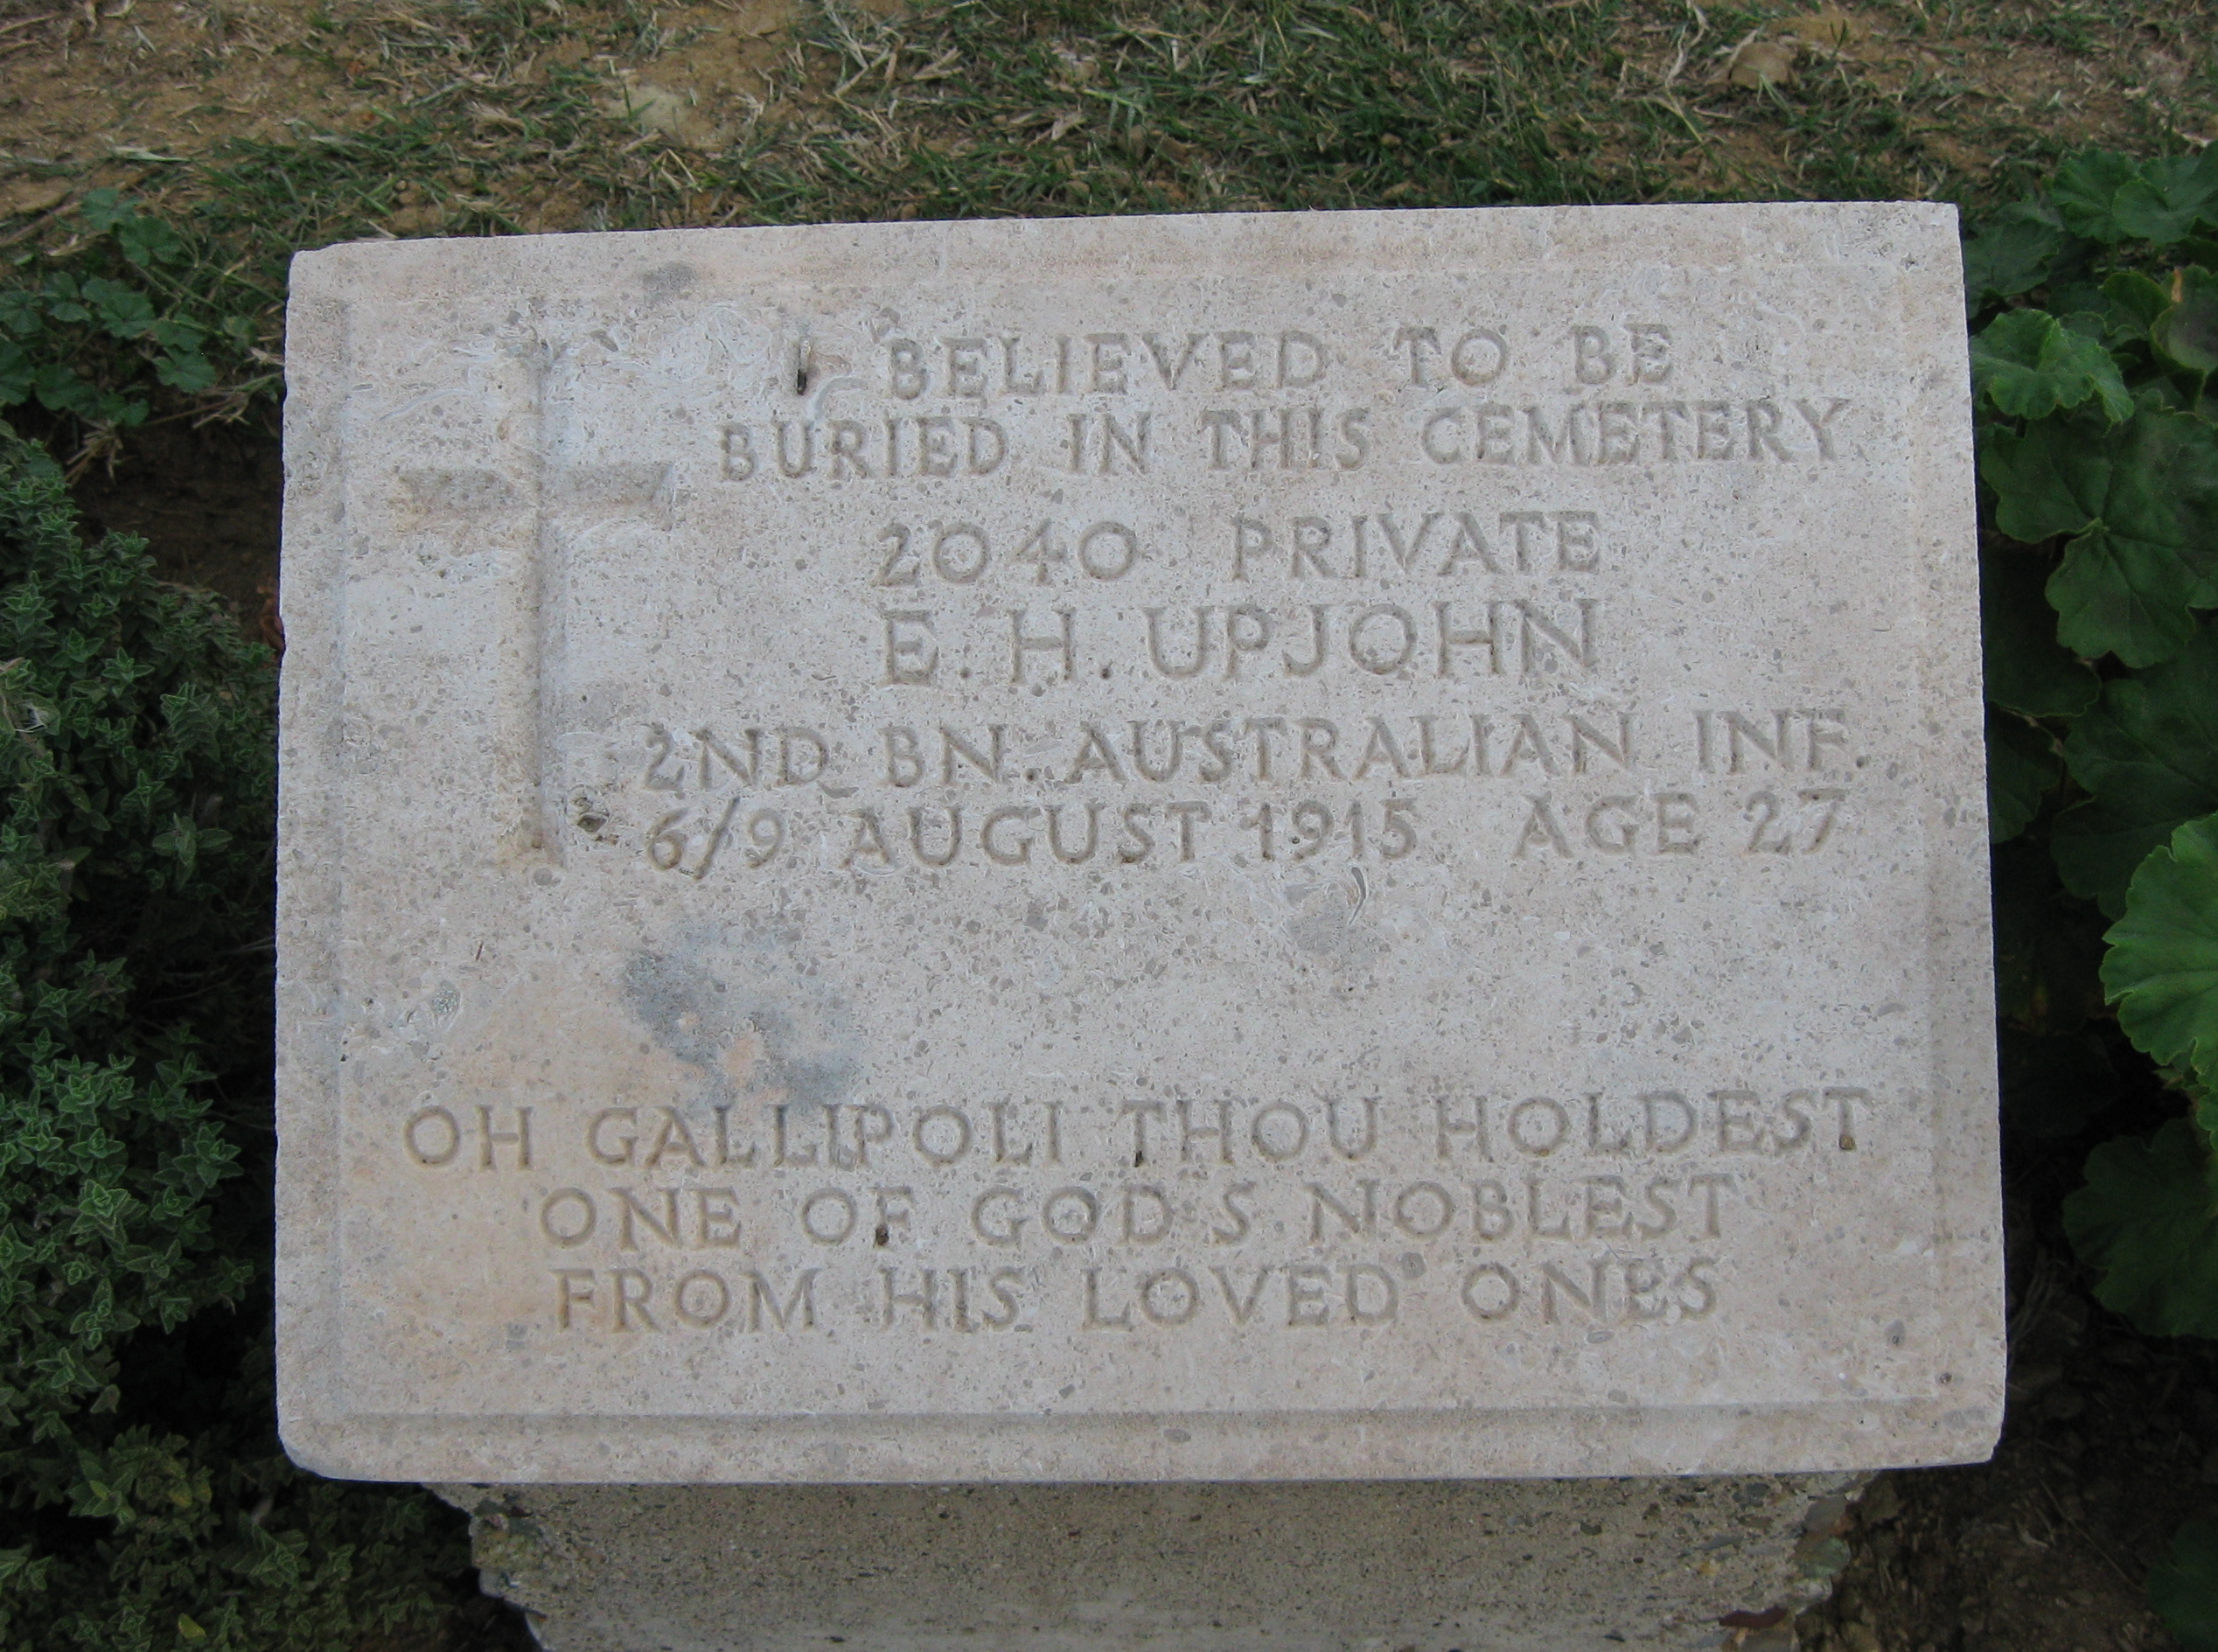 BELIEVED TO BE
BURIED IN THIS CEMETERY
2040 PRIVATE
E. H. UPJOHN
2ND BN. AUSTRALIAN INF.
6/9 AUGUST 1915 AGE 27
OH GALLIPOLI THOU HOLDEST
ONE OF GOD'S NOBLEST
FROM HIS LOVED ONES